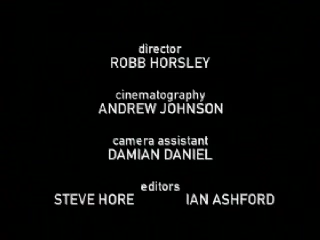 director
ROBB HORSLEY
cinematography
ANDREW JOHNSON
camera assistant
DAMIAN DANIEL
editors
STEVE HORE IAN ASHFORD